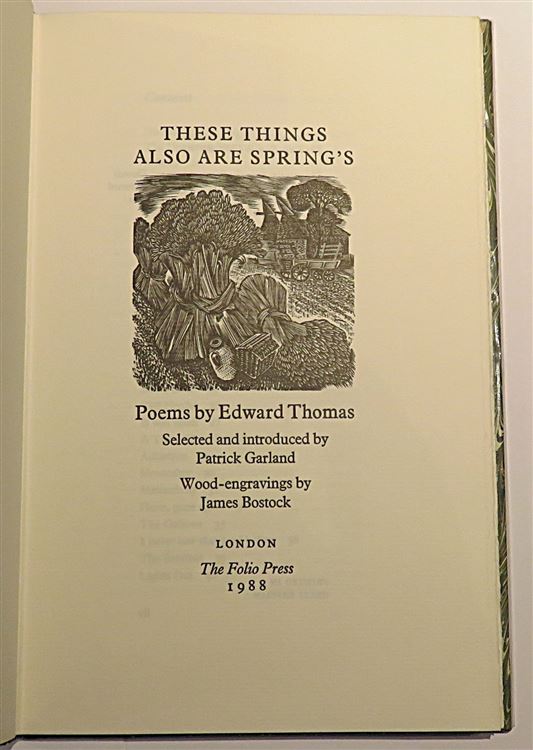 THESE THINGS
ALSO ARE SPRING'S
Poems by Edward Thomas
Selected and introduced by
Patrick Garland
Wood-engravings by
James Bostock
LONDON
The Folio Press
1988